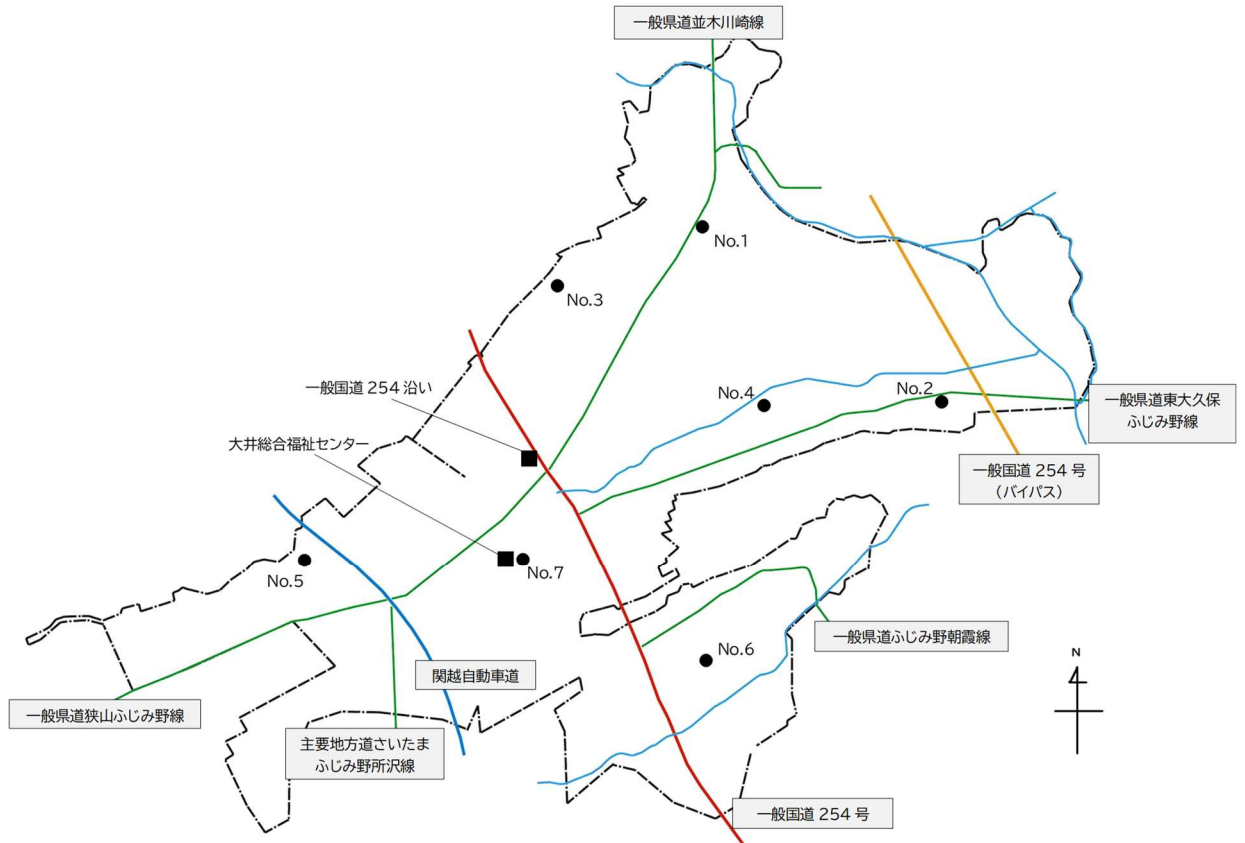 一般県道並木川崎線
No.1
No.3
一般国道 254 沿い
No.4
No.2
一般県道東大久保
ふじみ野線
大井総合福祉センター
一般国道 254 号
(バイパス)
No.5
No.7
一般県道ふじみ野朝霞線
No.6
N
関越自動車道
一般県道狭山ふじみ野線
主要地方道さいたま
ふじみ野所沢線
一般国道 254 号